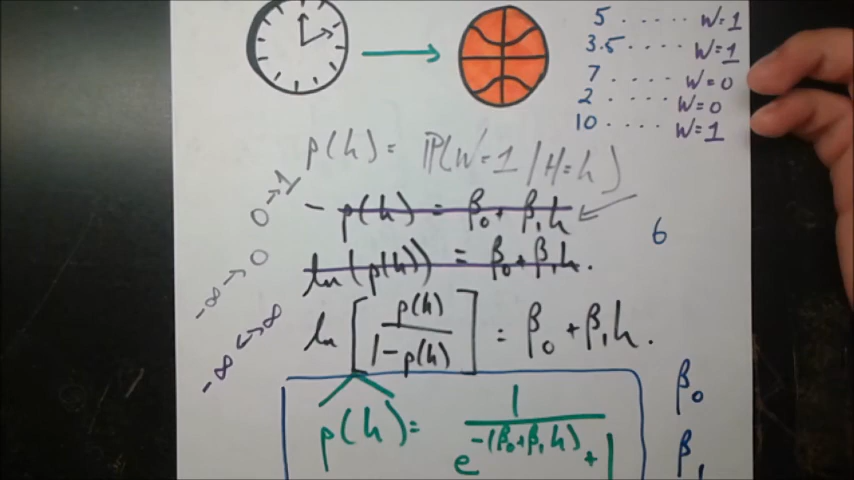 5 . . . . . . W=1
3.5 . . . . W=1
7 . . . . . W=0
2 . . . . W=0
10 . . . . W=1
p(h) = ℙ(W=1 / H=h)
0 → 1
- p(h) = β₀ + β₁h
6
-∞ → 0
ln(p(h)) = β₀ + β₁h.
-∞ ↔ ∞
ln[p(h)/(1-p(h))] = β₀ + β₁h.
β₀
p(h) = 1/(e^-(β₀+β₁h) + 1)
β₁